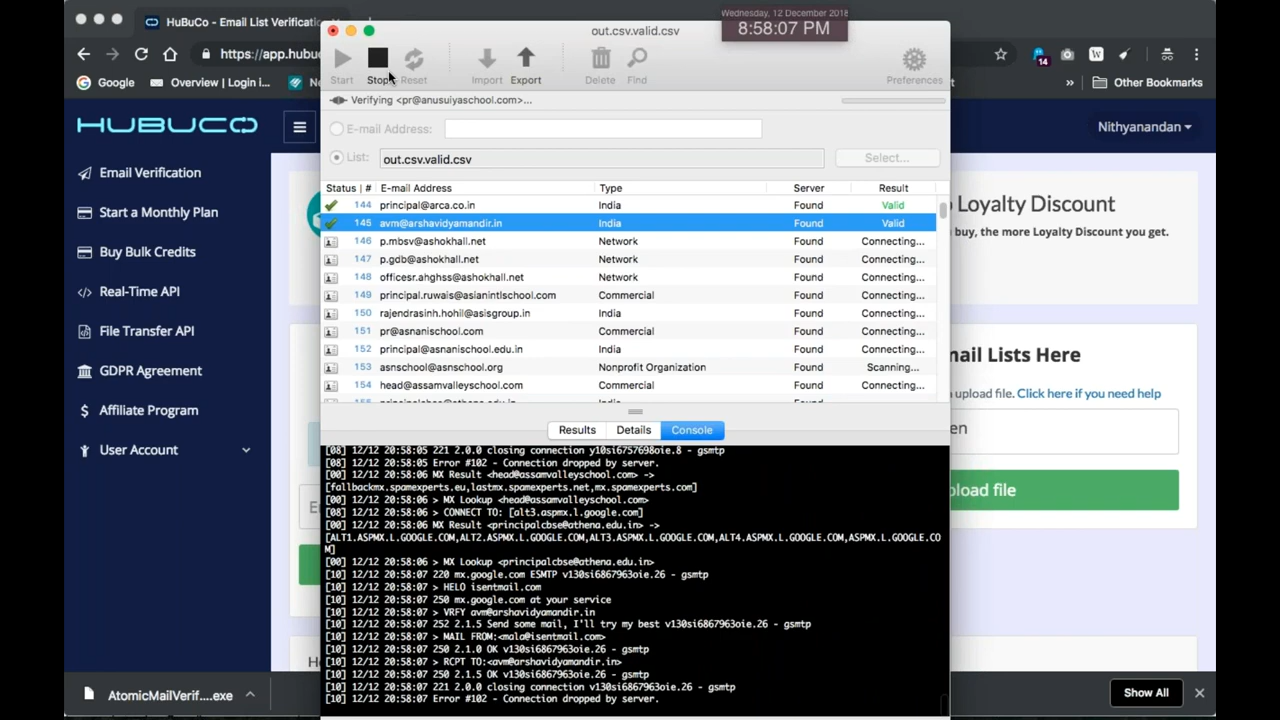 HuBuCo - Email List Verificati
https://app.hubu
14
Google
Overview | Login i...
Ne
»
Other Bookmarks
HUBUCO
Nithyanandan
Email Verification
Start a Monthly Plan
Buy Bulk Credits
Real-Time API
File Transfer API
GDPR Agreement
Affiliate Program
User Account
Loyalty Discount
buy, the more Loyalty Discount you get.
mail Lists Here
upload file. Click here if you need help
en
load file
Wednesday, 12 December 2018
8:58:07 PM
out.csv.valid.csv
Start Stop Reset Import Export Delete Find Preferences
Verifying <pr@anusuiyaschool.com>...
E-mail Address:
List: out.csv.valid.csv Select...
Status | # E-mail Address Type Server Result
144 principal@arca.co.in India Found Valid
145 avm@arshavidyamandir.in India Found Valid
146 p.mbsv@ashokhall.net Network Found Connecting...
147 p.gdb@ashokhall.net Network Found Connecting...
148 officesr.ahghss@ashokhall.net Network Found Connecting...
149 principal.ruwais@asianintlschool.com Commercial Found Connecting...
150 rajendrasinh.hohil@asisgroup.in India Found Connecting...
151 pr@asnanischool.com Commercial Found Connecting...
152 principal@asnanischool.edu.in India Found Connecting...
153 asnschool@asnschool.org Nonprofit Organization Found Scanning...
154 head@assamvalleyschool.com Commercial Found Connecting...
Results Details Console
[08] 12/12 20:58:05 221 2.0.0 closing connection y10si6757698oie.8 - gsmtp
[08] 12/12 20:58:05 Error #102 - Connection dropped by server.
[00] 12/12 20:58:06 MX Result <head@assamvalleyschool.com> ->
[fallbackmx.spamexperts.eu,lastmx.spamexperts.net,mx.spamexperts.com]
[00] 12/12 20:58:06 > MX Lookup <head@assamvalleyschool.com>
[08] 12/12 20:58:06 > CONNECT TO: [alt3.aspmx.l.google.com]
[00] 12/12 20:58:06 MX Result <principalcbse@athena.edu.in> ->
[ALT1.ASPMX.L.GOOGLE.COM,ALT2.ASPMX.L.GOOGLE.COM,ALT3.ASPMX.L.GOOGLE.COM,ALT4.ASPMX.L.GOOGLE.COM,ASPMX.L.GOOGLE.CO
M]
[00] 12/12 20:58:06 > MX Lookup <principalcbse@athena.edu.in>
[10] 12/12 20:58:07 220 mx.google.com ESMTP v130si6867963oie.26 - gsmtp
[10] 12/12 20:58:07 > HELO isentmail.com
[10] 12/12 20:58:07 250 mx.google.com at your service
[10] 12/12 20:58:07 > VRFY avm@arshavidyamandir.in
[10] 12/12 20:58:07 252 2.1.5 Send some mail, I'll try my best v130si6867963oie.26 - gsmtp
[10] 12/12 20:58:07 > MAIL FROM:<mala@isentmail.com>
[10] 12/12 20:58:07 250 2.1.0 OK v130si6867963oie.26 - gsmtp
[10] 12/12 20:58:07 > RCPT TO:<avm@arshavidyamandir.in>
[10] 12/12 20:58:07 250 2.1.5 OK v130si6867963oie.26 - gsmtp
[10] 12/12 20:58:07 221 2.0.0 closing connection v130si6867963oie.26 - gsmtp
[10] 12/12 20:58:07 Error #102 - Connection dropped by server.
AtomicMailVerif....exe
Show All